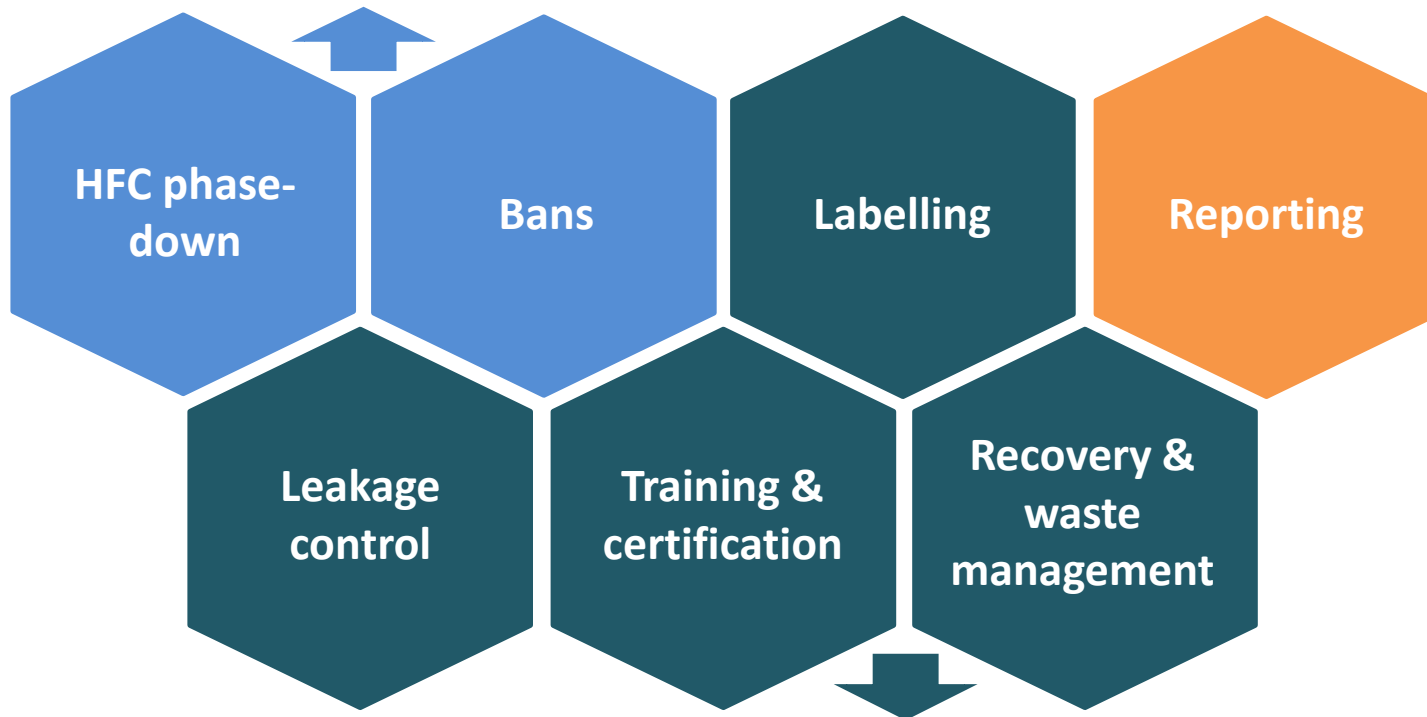 HFC phase-
down
Bans
Labelling
Reporting
Leakage
control
Training &
certification
Recovery &
waste
management